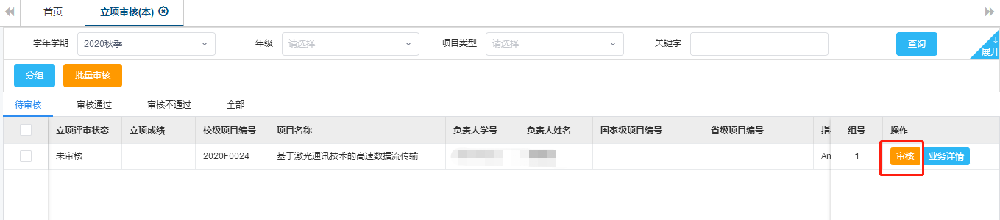 首页 立项审核(本)
学年学期 2020秋季 年级 请选择 项目类型 请选择 关键字 查询 展开
分组 批量审核
待审核 审核通过 审核不通过 全部
立项评审状态 立项成绩 校级项目编号 项目名称 负责人学号 负责人姓名 国家级项目编号 省级项目编号 组号 操作
未审核 2020F0024 基于激光通讯技术的高速数据流传输 An 1 审核 业务详情